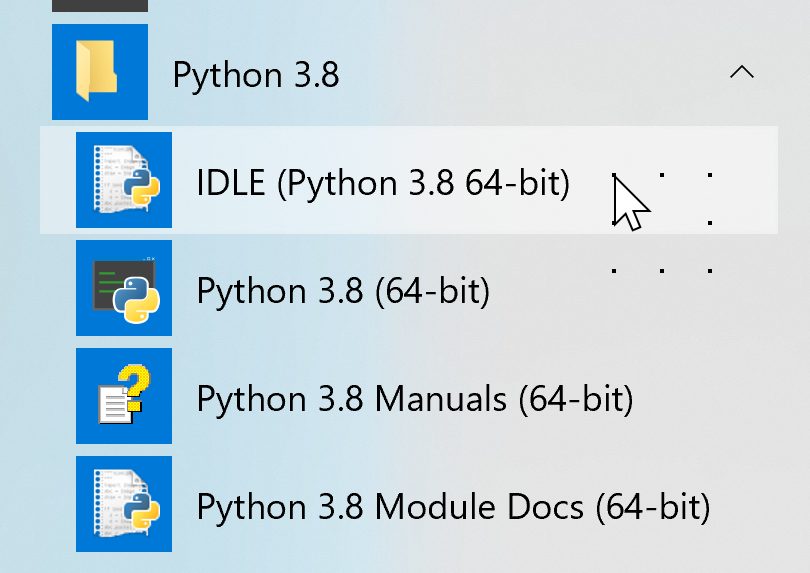 Python 3.8
IDLE (Python 3.8 64-bit)
Python 3.8 (64-bit)
Python 3.8 Manuals (64-bit)
Python 3.8 Module Docs (64-bit)